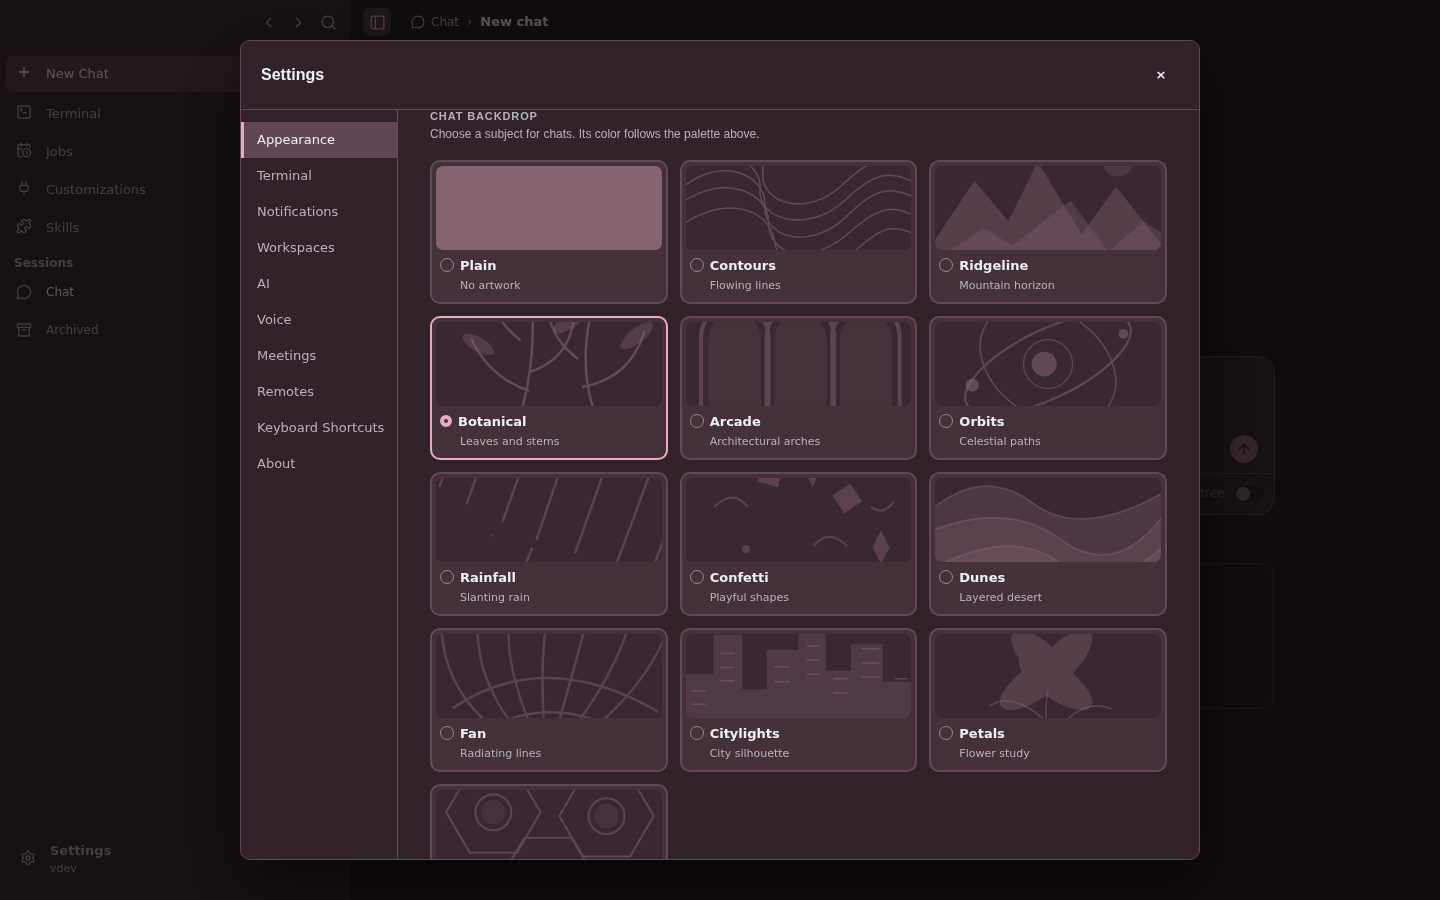 Chat › New chat
New Chat
Terminal
Jobs
Customizations
Skills
Sessions
Chat
Archived
Settings
vdev
Settings
×
Appearance
Terminal
Notifications
Workspaces
AI
Voice
Meetings
Remotes
Keyboard Shortcuts
About
CHAT BACKDROP
Choose a subject for chats. Its color follows the palette above.
Plain
No artwork
Contours
Flowing lines
Ridgeline
Mountain horizon
Botanical
Leaves and stems
Arcade
Architectural arches
Orbits
Celestial paths
Rainfall
Slanting rain
Confetti
Playful shapes
Dunes
Layered desert
Fan
Radiating lines
Citylights
City silhouette
Petals
Flower study
tree